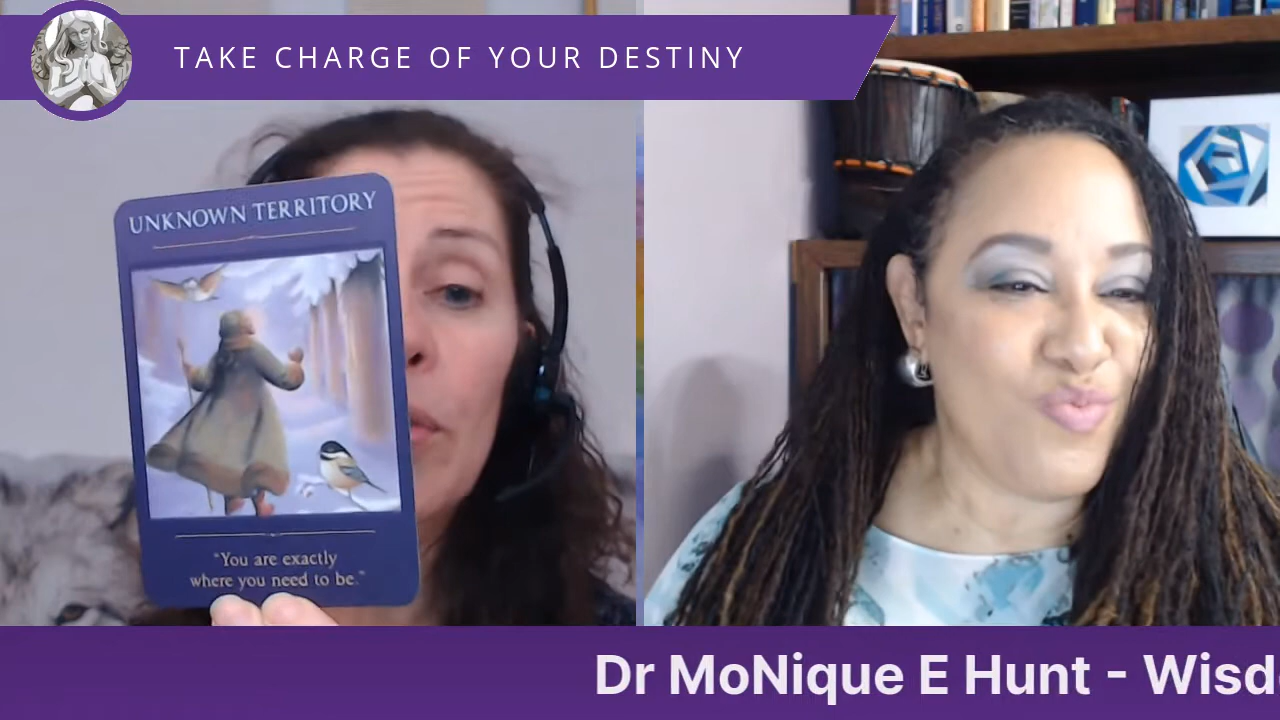 TAKE CHARGE OF YOUR DESTINY
UNKNOWN TERRITORY
"You are exactly
where you need to be."
Dr MoNique E Hunt - Wisd